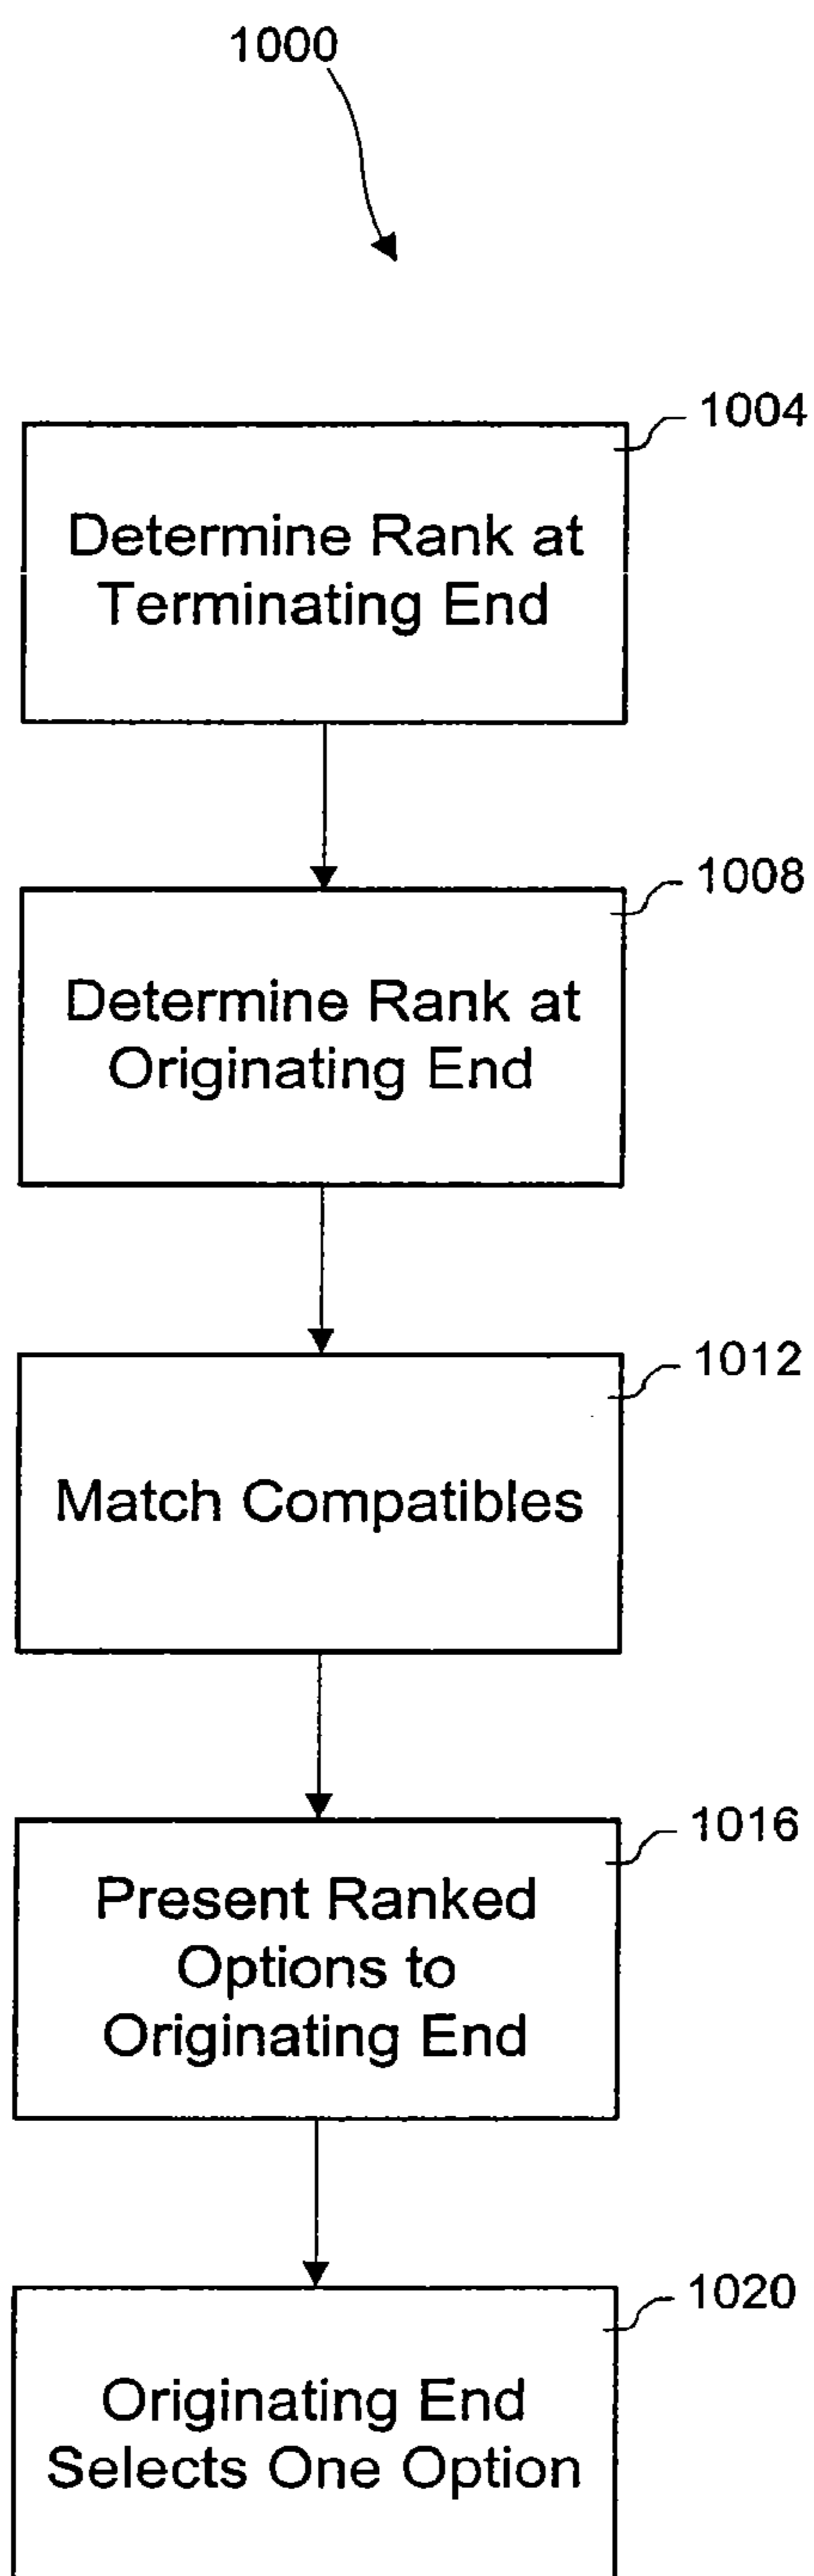 1000
1004
Determine Rank at
Terminating End
1008
Determine Rank at
Originating End
1012
Match Compatibles
1016
Present Ranked
Options to
Originating End
1020
Originating End
Selects One Option